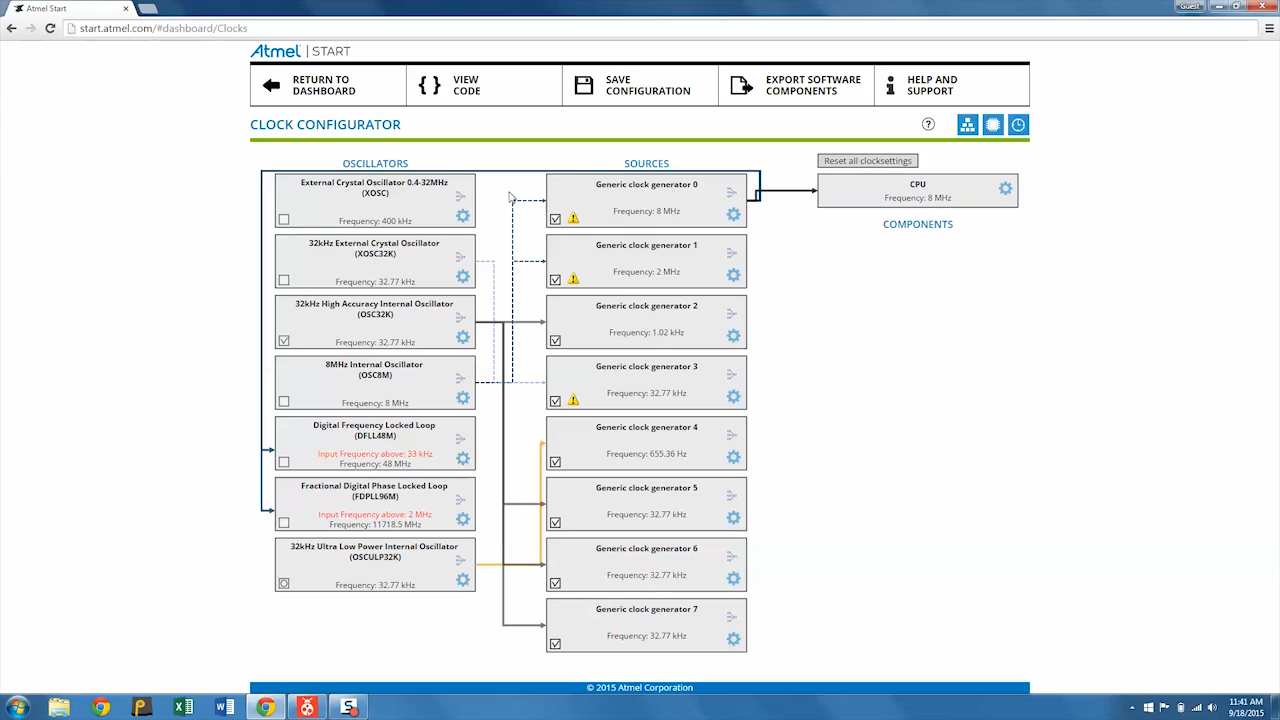 Atmel Start
Guest
start.atmel.com/#dashboard/Clocks
Atmel | START
RETURN TO
DASHBOARD
VIEW
CODE
SAVE
CONFIGURATION
EXPORT SOFTWARE
COMPONENTS
HELP AND
SUPPORT
CLOCK CONFIGURATOR
OSCILLATORS
External Crystal Oscillator 0.4-32MHz
(XOSC)
Frequency: 400 kHz
32kHz External Crystal Oscillator
(XOSC32K)
Frequency: 32.77 kHz
32kHz High Accuracy Internal Oscillator
(OSC32K)
Frequency: 32.77 kHz
8MHz Internal Oscillator
(OSC8M)
Frequency: 8 MHz
Digital Frequency Locked Loop
(DFLL48M)
Input Frequency above: 33 kHz
Frequency: 48 MHz
Fractional Digital Phase Locked Loop
(FDPLL96M)
Input Frequency above: 2 MHz
Frequency: 11718.5 MHz
32kHz Ultra Low Power Internal Oscillator
(OSCULP32K)
Frequency: 32.77 kHz
SOURCES
Generic clock generator 0
Frequency: 8 MHz
Generic clock generator 1
Frequency: 2 MHz
Generic clock generator 2
Frequency: 1.02 kHz
Generic clock generator 3
Frequency: 32.77 kHz
Generic clock generator 4
Frequency: 655.36 Hz
Generic clock generator 5
Frequency: 32.77 kHz
Generic clock generator 6
Frequency: 32.77 kHz
Generic clock generator 7
Frequency: 32.77 kHz
Reset all clocksettings
CPU
Frequency: 8 MHz
COMPONENTS
© 2015 Atmel Corporation
11:41 AM
9/18/2015